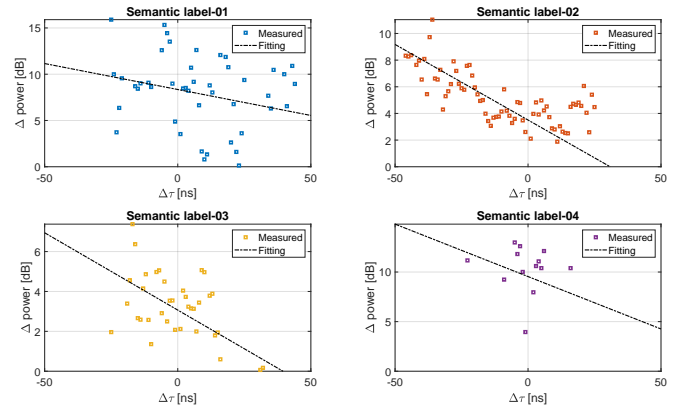 Semantic label-01
Measured
Fitting
Δ power [dB]
15
10
5
0
-50
0
50
Δτ [ns]
Semantic label-02
Measured
Fitting
Δ power [dB]
10
8
6
4
2
0
-50
0
50
Δτ [ns]
Semantic label-03
Measured
Fitting
Δ power [dB]
6
4
2
0
-50
0
50
Δτ [ns]
Semantic label-04
Measured
Fitting
Δ power [dB]
10
5
0
-50
0
50
Δτ [ns]